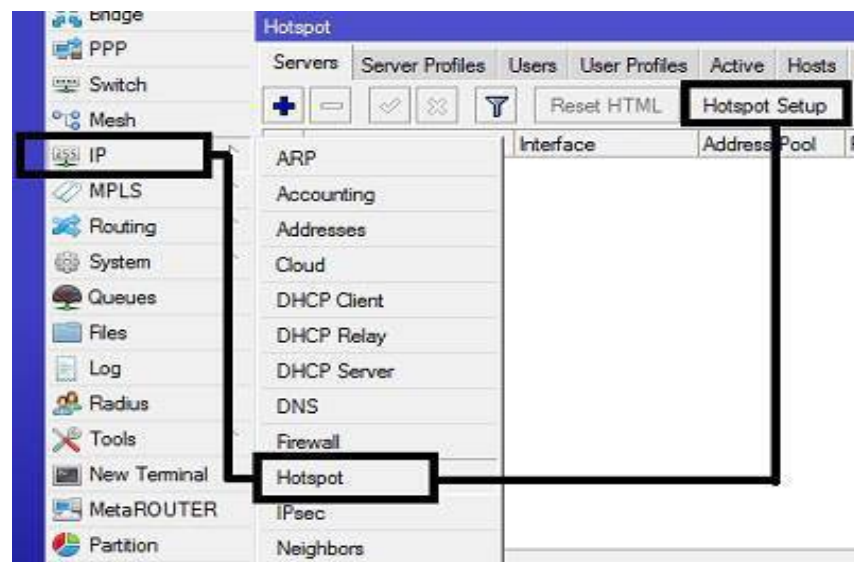 Bridge
PPP
Switch
Mesh
IP
MPLS
Routing
System
Queues
Files
Log
Radius
Tools
New Terminal
MetaROUTER
Partition
Hotspot
Servers Server Profiles Users User Profiles Active Hosts
Reset HTML Hotspot Setup
Interface Address Pool
ARP
Accounting
Addresses
Cloud
DHCP Client
DHCP Relay
DHCP Server
DNS
Firewall
Hotspot
IPsec
Neighbors